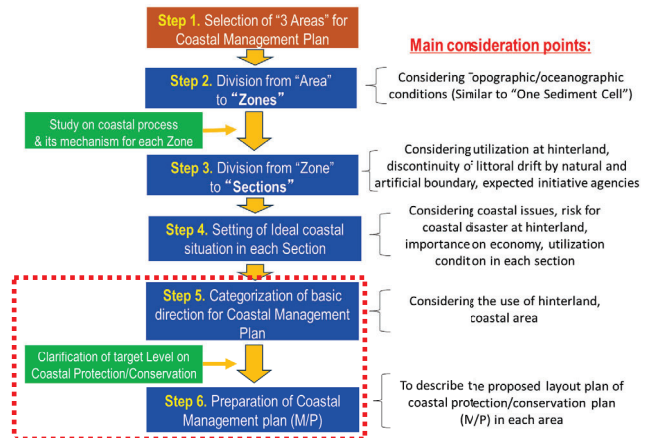 Step 1. Selection of "3 Areas" for
Coastal Management Plan
Main consideration points:
Step 2. Division from "Area"
to "Zones"
Considering Topographic/oceanographic
conditions (Similar to "One Sediment Cell")
Study on coastal process
& its mechanism for each Zone
Step 3. Division from "Zone"
to "Sections"
Considering utilization at hinterland,
discontinuity of littoral drift by natural and
artificial boundary, expected initiative agencies
Step 4. Setting of Ideal coastal
situation in each Section
Considering coastal issues, risk for
coastal disaster at hinterland,
importance on economy, utilization
condition in each section
Step 5. Categorization of basic
direction for Coastal Management
Plan
Considering the use of hinterland,
coastal area
Clarification of target Level on
Coastal Protection/Conservation
Step 6. Preparation of Coastal
Management plan (M/P)
To describe the proposed layout plan of
coastal protection/conservation plan
(M/P) in each area